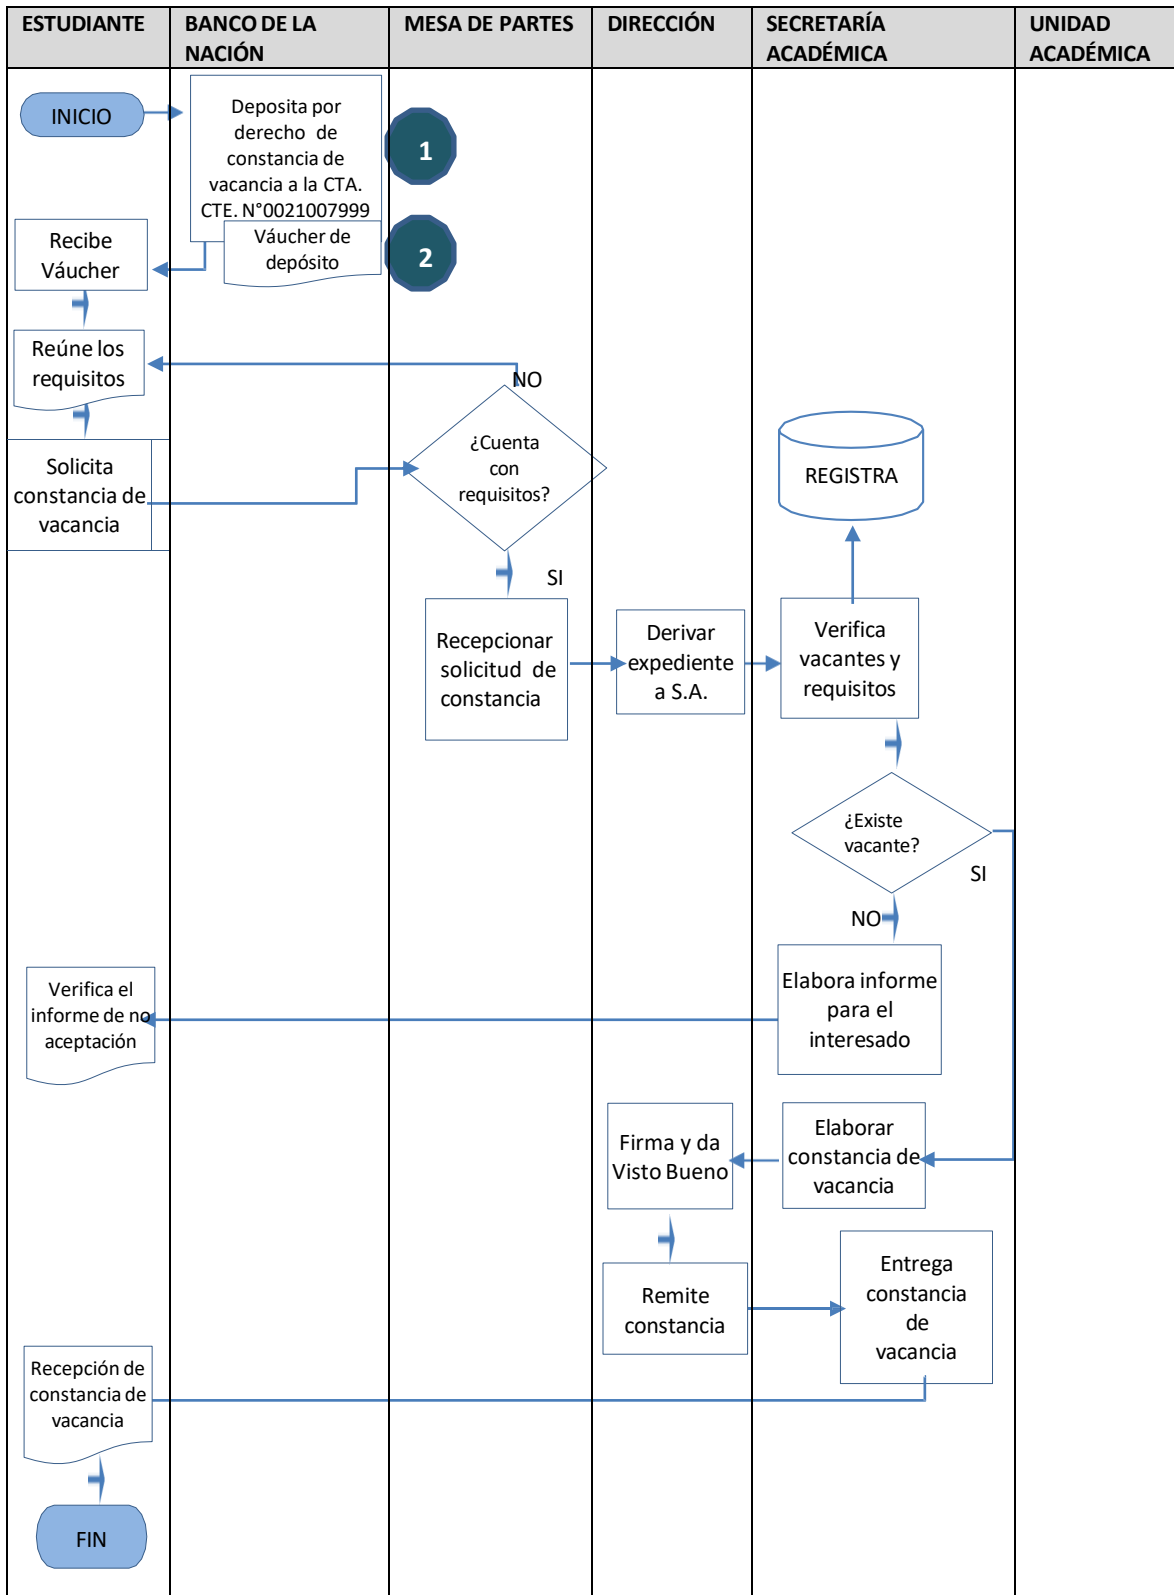 ESTUDIANTE
BANCO DE LA
NACIÓN
MESA DE PARTES
DIRECCIÓN
SECRETARÍA
ACADÉMICA
UNIDAD
ACADÉMICA
INICIO
Deposita por
derecho de
constancia de
vacancia a la CTA.
CTE. N°0021007999
1
Váucher de
depósito
2
Recibe
Váucher
Reúne los
requisitos
NO
¿Cuenta
con
requisitos?
Solicita
constancia de
vacancia
REGISTRA
SI
Recepcionar
solicitud de
constancia
Derivar
expediente
a S.A.
Verifica
vacantes y
requisitos
¿Existe
vacante?
SI
NO
Elabora informe
para el
interesado
Verifica el
informe de no
aceptación
Elaborar
constancia de
vacancia
Firma y da
Visto Bueno
Remite
constancia
Entrega
constancia
de
vacancia
Recepción de
constancia de
vacancia
FIN